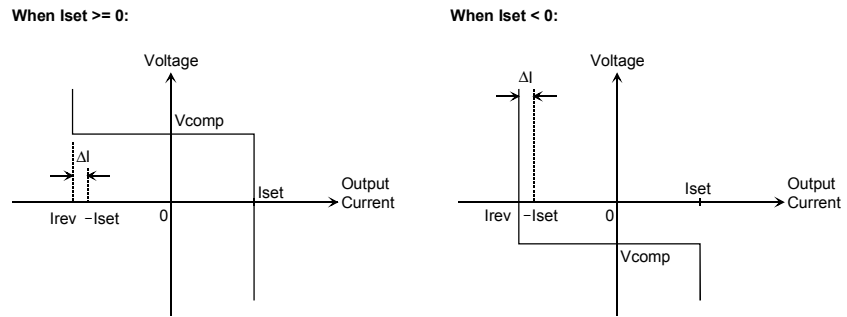 When Iset >= 0:
Voltage
Vcomp
ΔI
Iset
Output
Current
Irev
−Iset
0
When Iset < 0:
Voltage
ΔI
Iset
Output
Current
Irev
−Iset
0
Vcomp